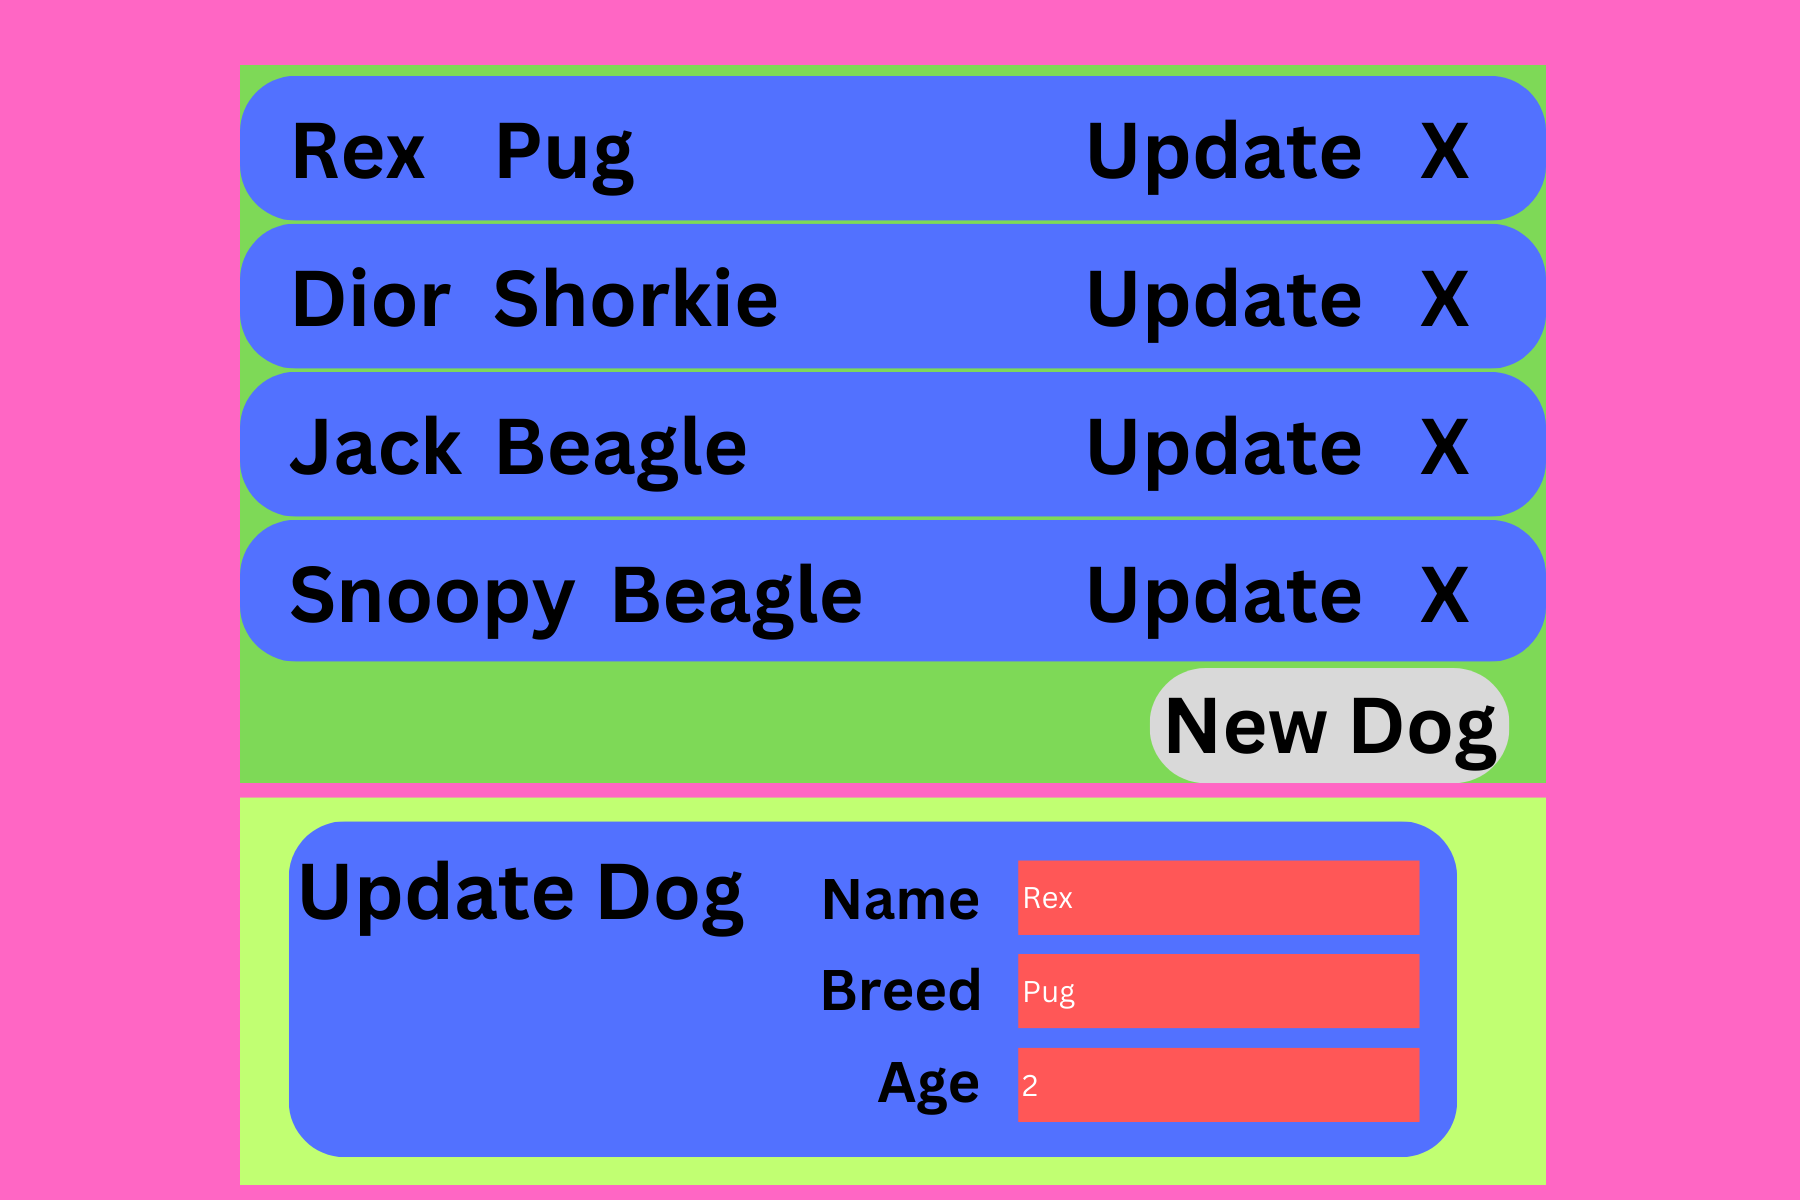 Rex Pug Update X
Dior Shorkie Update X
Jack Beagle Update X
Snoopy Beagle Update X
New Dog
Update Dog
Name Rex
Breed Pug
Age 2